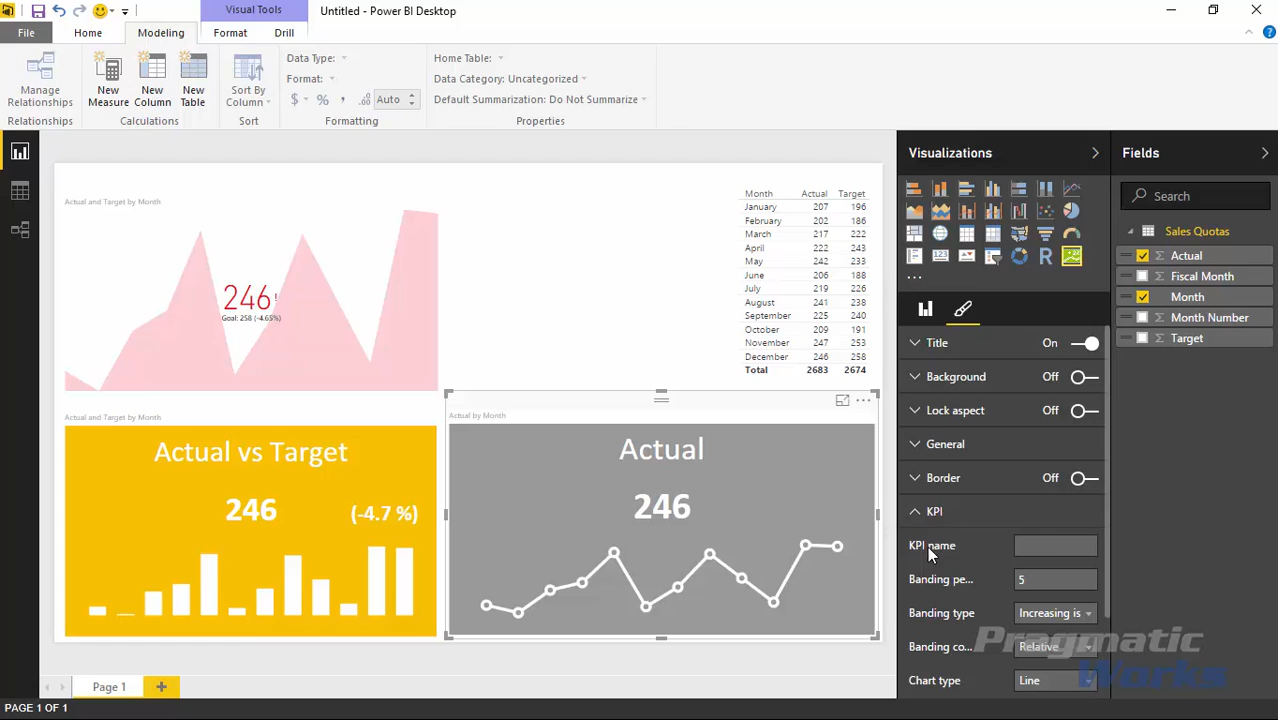 Visual Tools
Untitled - Power BI Desktop
File
Home
Modeling
Format
Drill
Manage
Relationships
New
Measure
New
Column
New
Table
Sort By
Column
Data Type:
Format:
$ % , .00 Auto
Home Table:
Data Category: Uncategorized
Default Summarization: Do Not Summarize
Relationships
Calculations
Sort
Formatting
Properties
Actual and Target by Month
246!
Goal: 258 (-4.65%)
Month Actual Target
January 207 196
February 202 186
March 217 222
April 222 243
May 242 233
June 206 188
July 219 226
August 241 238
September 225 240
October 209 191
November 247 253
December 246 258
Total 2683 2674
Actual and Target by Month
Actual vs Target
246 (-4.7 %)
Actual by Month
Actual
246
Visualizations
R
Title On
Background Off
Lock aspect Off
General
Border Off
KPI
KPI name
Banding pe... 5
Banding type Increasing is
Banding co... Relative
Chart type Line
Pragmatic
Works
Fields
Search
Sales Quotas
Actual
Fiscal Month
Month
Month Number
Target
Page 1
PAGE 1 OF 1